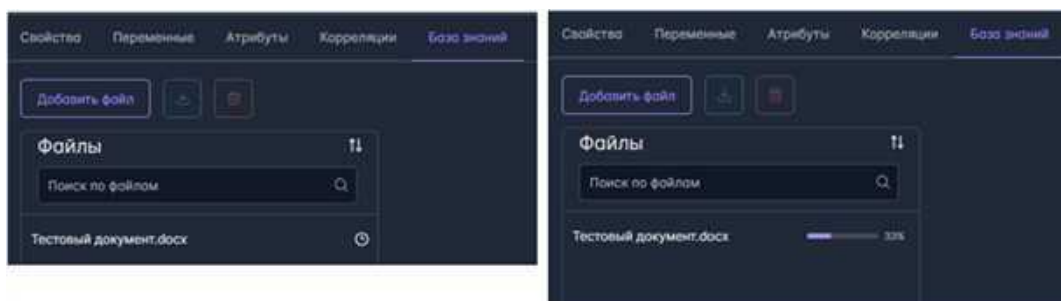 Свойства Переменные Атрибуты Корреляции База знаний
Добавить файл
Файлы
Поиск по файлам
Тестовый документ.docx
Свойства Переменные Атрибуты Корреляции База знаний
Добавить файл
Файлы
Поиск по файлам
Тестовый документ.docx 33%